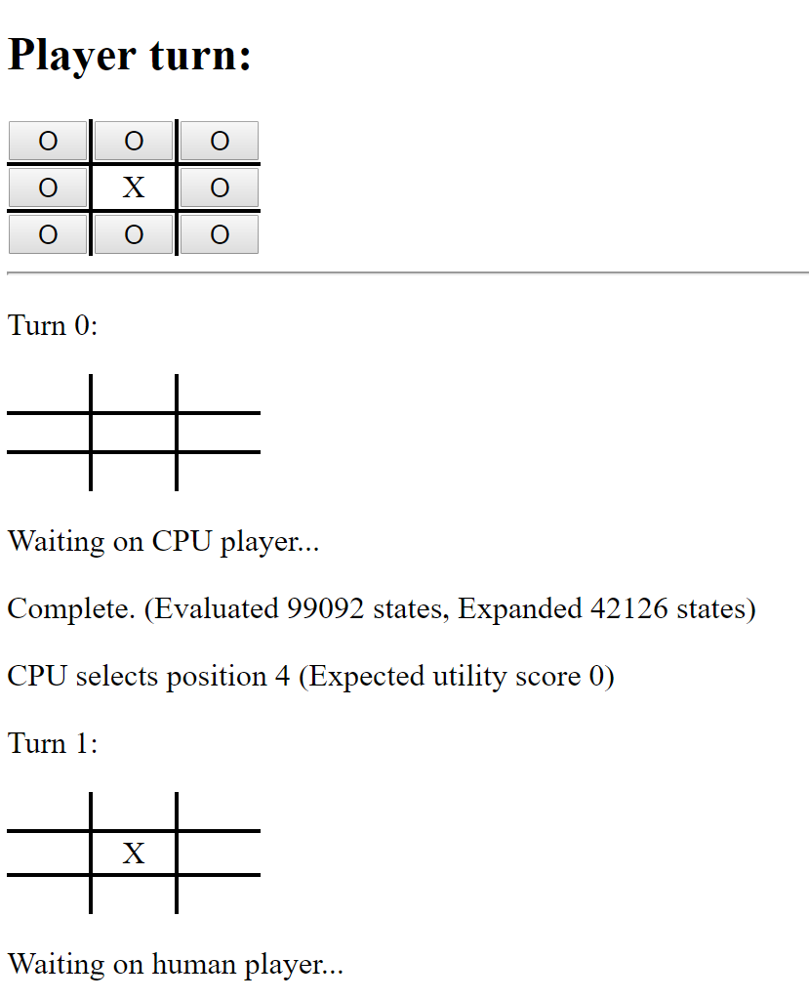 Player turn:
O O O
O X O
O O O
Turn 0:
Waiting on CPU player...
Complete. (Evaluated 99092 states, Expanded 42126 states)
CPU selects position 4 (Expected utility score 0)
Turn 1:
X
Waiting on human player...